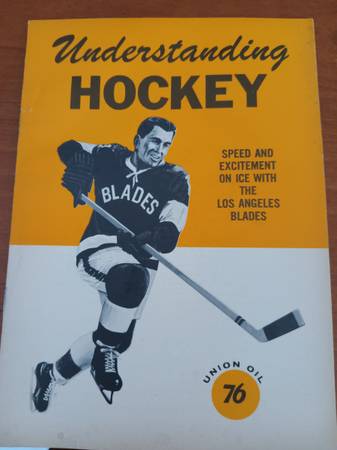 Understanding
HOCKEY
SPEED AND
EXCITEMENT
ON ICE WITH
THE
LOS ANGELES
BLADES
BLADES
UNION OIL
76